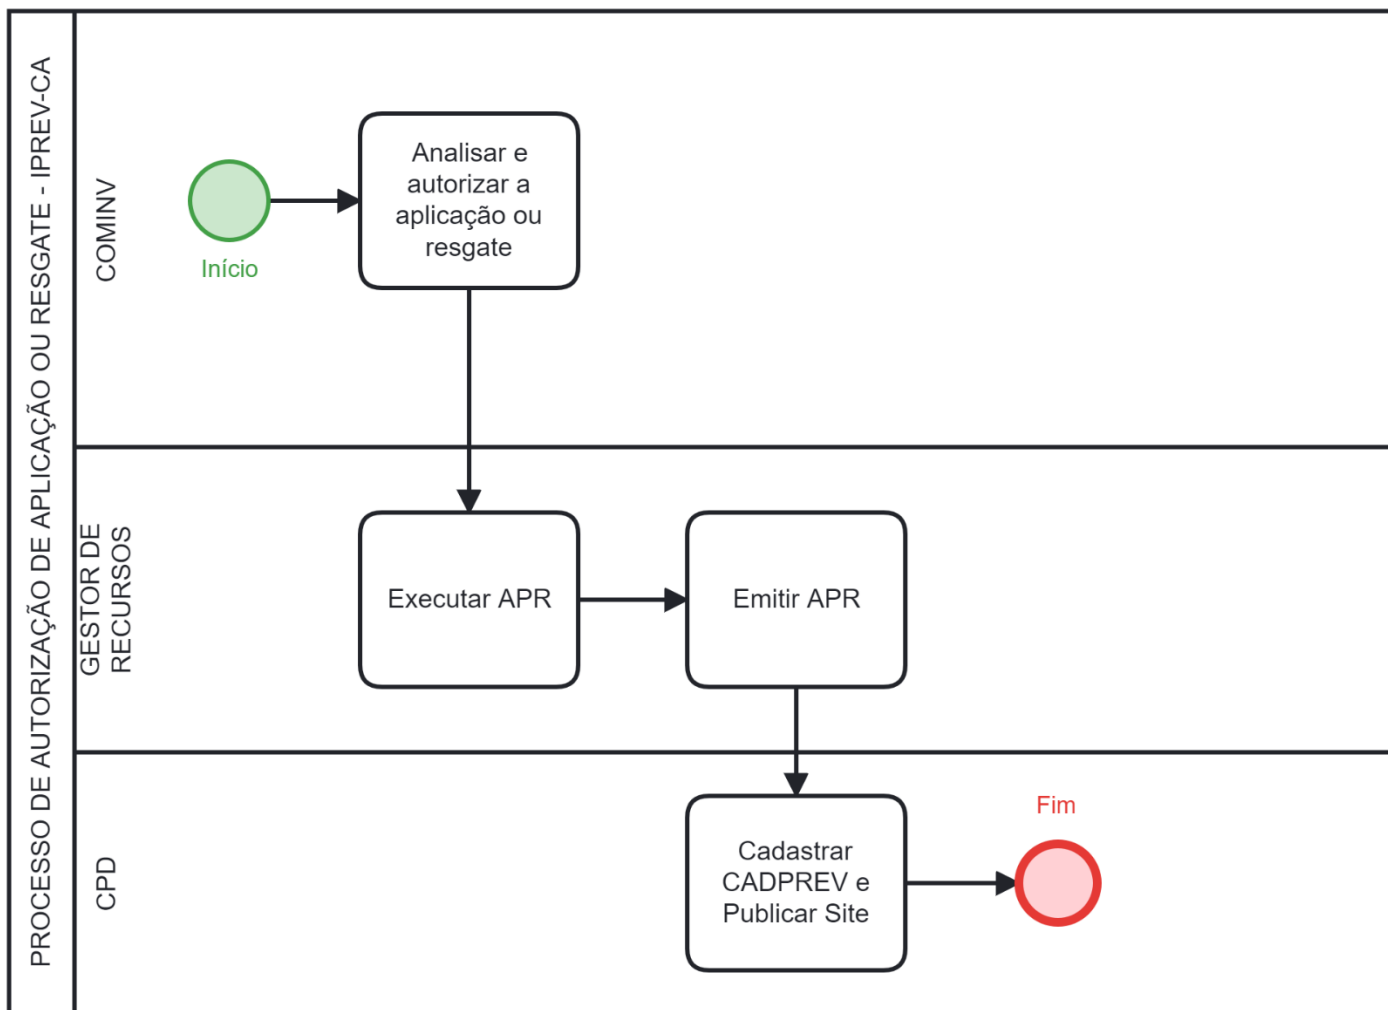 PROCESSO DE AUTORIZAÇÃO DE APLICAÇÃO OU RESGATE - IPREV-CA
COMINV
Início
Analisar e
autorizar a
aplicação ou
resgate
GESTOR DE
RECURSOS
Executar APR
Emitir APR
CPD
Cadastrar
CADPREV e
Publicar Site
Fim